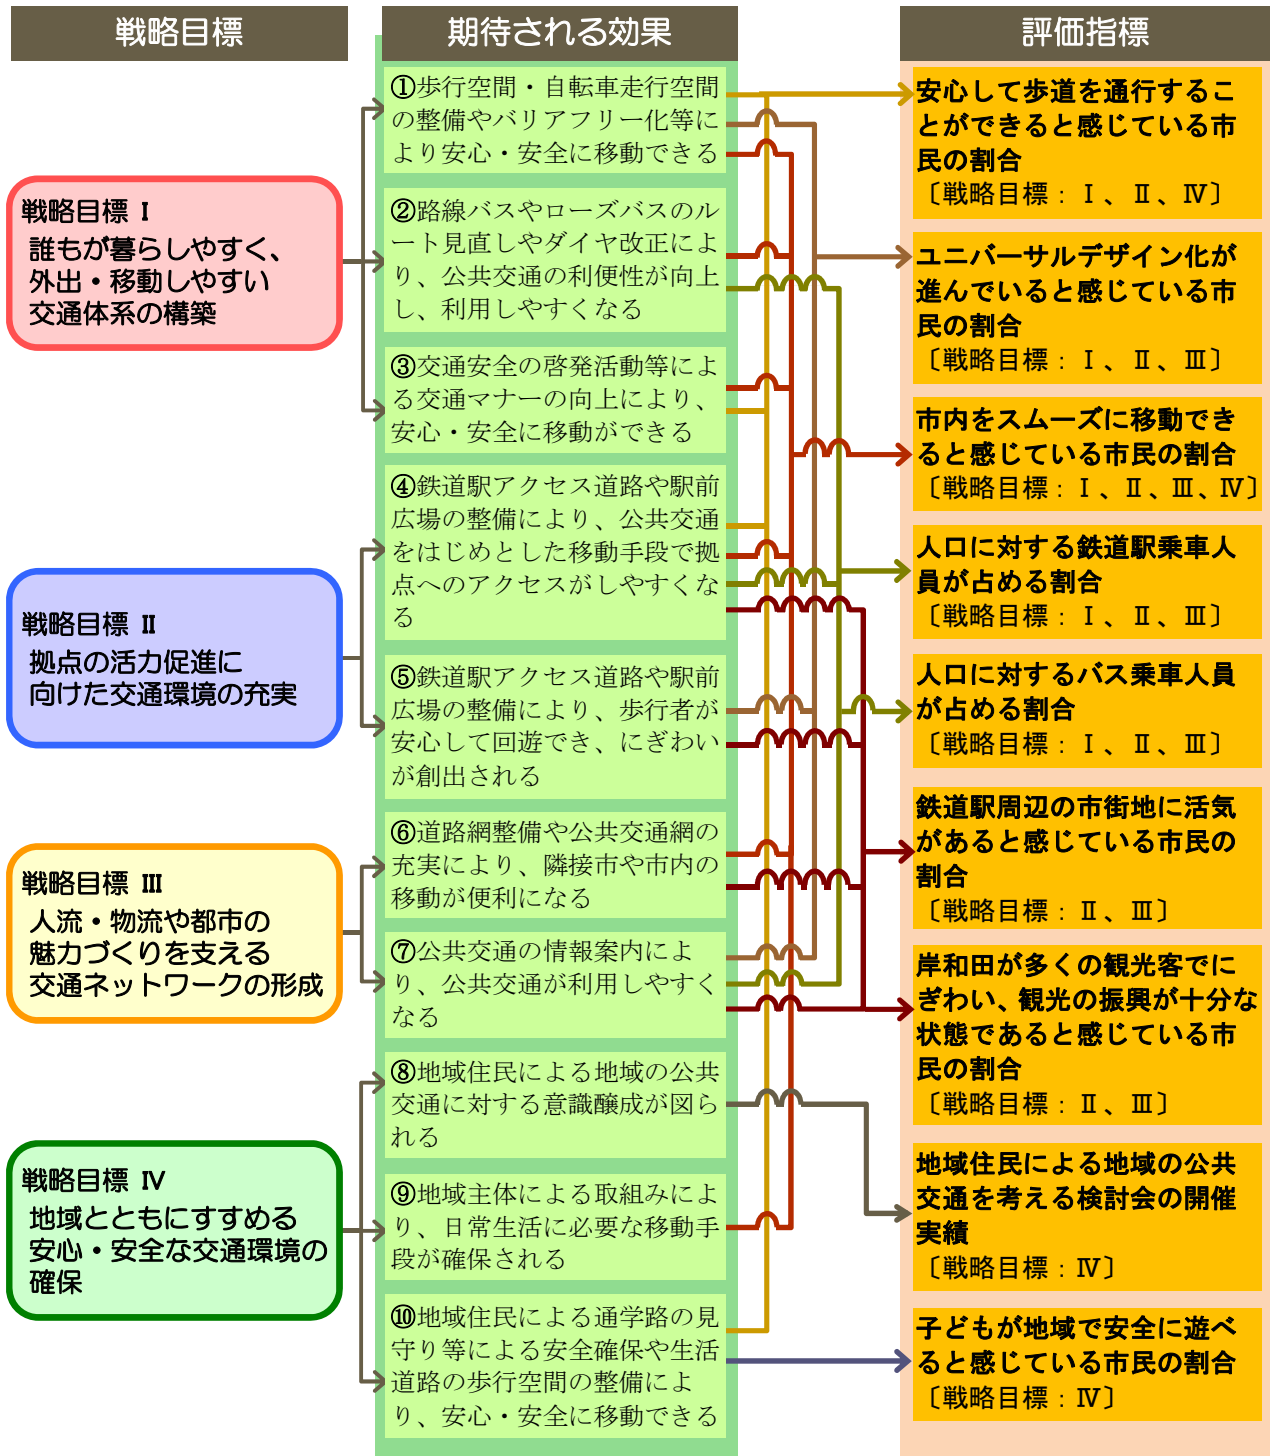 戦略目標
期待される効果
評価指標
戦略目標 Ⅰ
誰もが暮らしやすく、
外出・移動しやすい
交通体系の構築
戦略目標 Ⅱ
拠点の活力促進に
向けた交通環境の充実
戦略目標 Ⅲ
人流・物流や都市の
魅力づくりを支える
交通ネットワークの形成
戦略目標 Ⅳ
地域とともにすすめる
安心・安全な交通環境の
確保
①歩行空間・自転車走行空間
の整備やバリアフリー化等に
より安心・安全に移動できる
②路線バスやローズバスのル
ート見直しやダイヤ改正によ
り、公共交通の利便性が向上
し、利用しやすくなる
③交通安全の啓発活動等によ
る交通マナーの向上により、
安心・安全に移動ができる
④鉄道駅アクセス道路や駅前
広場の整備により、公共交通
をはじめとした移動手段で拠
点へのアクセスがしやすくな
る
⑤鉄道駅アクセス道路や駅前
広場の整備により、歩行者が
安心して回遊でき、にぎわい
が創出される
⑥道路網整備や公共交通網の
充実により、隣接市や市内の
移動が便利になる
⑦公共交通の情報案内によ
り、公共交通が利用しやすく
なる
⑧地域住民による地域の公共
交通に対する意識醸成が図ら
れる
⑨地域主体による取組みによ
り、日常生活に必要な移動手
段が確保される
⑩地域住民による通学路の見
守り等による安全確保や生活
道路の歩行空間の整備によ
り、安心・安全に移動できる
安心して歩道を通行するこ
とができると感じている市
民の割合
〔戦略目標：Ⅰ、Ⅱ、Ⅳ〕
ユニバーサルデザイン化が
進んでいると感じている市
民の割合
〔戦略目標：Ⅰ、Ⅱ、Ⅲ〕
市内をスムーズに移動でき
ると感じている市民の割合
〔戦略目標：Ⅰ、Ⅱ、Ⅲ、Ⅳ〕
人口に対する鉄道駅乗車人
員が占める割合
〔戦略目標：Ⅰ、Ⅱ、Ⅲ〕
人口に対するバス乗車人員
が占める割合
〔戦略目標：Ⅰ、Ⅱ、Ⅲ〕
鉄道駅周辺の市街地に活気
があると感じている市民の
割合
〔戦略目標：Ⅱ、Ⅲ〕
岸和田が多くの観光客でに
ぎわい、観光の振興が十分な
状態であると感じている市
民の割合
〔戦略目標：Ⅱ、Ⅲ〕
地域住民による地域の公共
交通を考える検討会の開催
実績
〔戦略目標：Ⅳ〕
子どもが地域で安全に遊べ
ると感じている市民の割合
〔戦略目標：Ⅳ〕